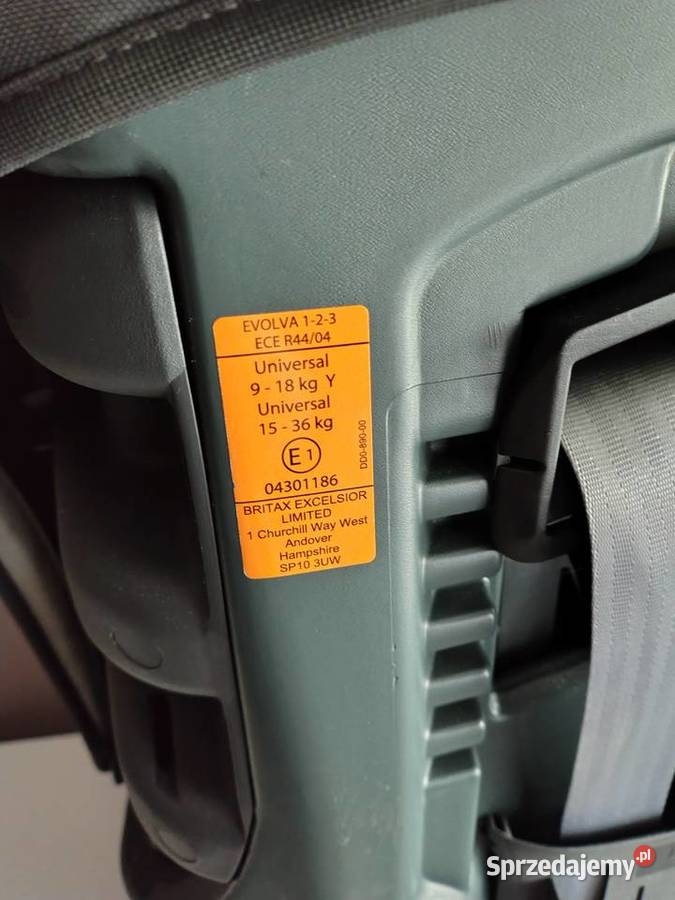 EVOLVA 1-2-3
ECE R44/04
Universal
9 - 18 kg Y
Universal
15 - 36 kg
E 1
04301186
DD0-890-00
BRITAX EXCELSIOR
LIMITED
1 Churchill Way West
Andover
Hampshire
SP10 3UW
Sprzedajemy.pl